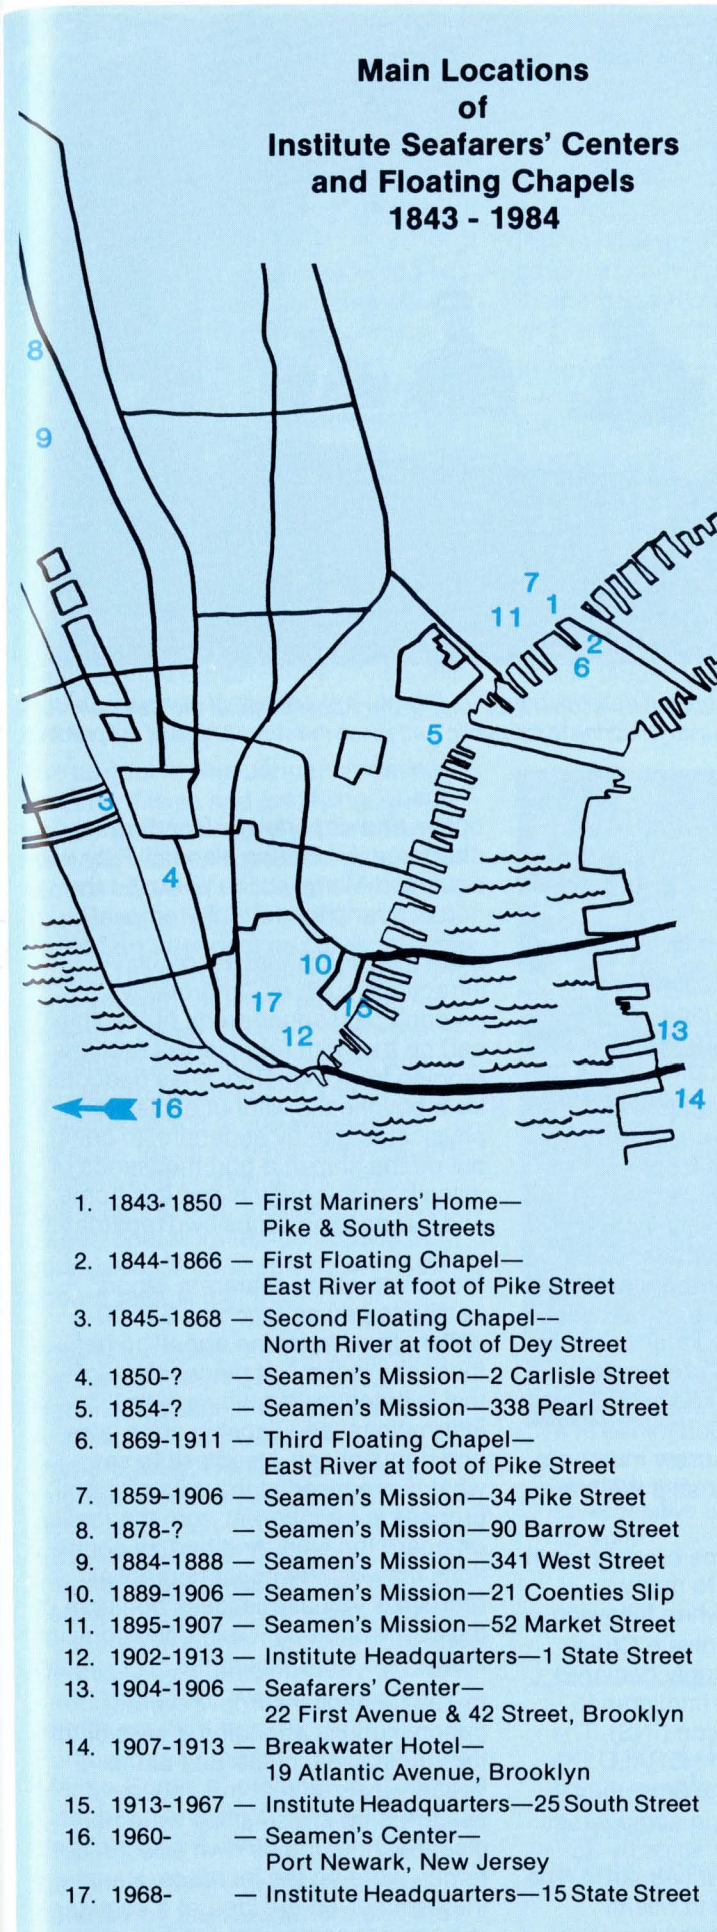 Main Locations
of
Institute Seafarers' Centers
and Floating Chapels
1843 - 1984
8
9
7
1
11
2
6
5
3
4
10
17
15
12
13
14
16
1. 1843-1850 — First Mariners' Home—
Pike & South Streets
2. 1844-1866 — First Floating Chapel—
East River at foot of Pike Street
3. 1845-1868 — Second Floating Chapel--
North River at foot of Dey Street
4. 1850-? — Seamen's Mission—2 Carlisle Street
5. 1854-? — Seamen's Mission—338 Pearl Street
6. 1869-1911 — Third Floating Chapel—
East River at foot of Pike Street
7. 1859-1906 — Seamen's Mission—34 Pike Street
8. 1878-? — Seamen's Mission—90 Barrow Street
9. 1884-1888 — Seamen's Mission—341 West Street
10. 1889-1906 — Seamen's Mission—21 Coenties Slip
11. 1895-1907 — Seamen's Mission—52 Market Street
12. 1902-1913 — Institute Headquarters—1 State Street
13. 1904-1906 — Seafarers' Center—
22 First Avenue & 42 Street, Brooklyn
14. 1907-1913 — Breakwater Hotel—
19 Atlantic Avenue, Brooklyn
15. 1913-1967 — Institute Headquarters—25 South Street
16. 1960- — Seamen's Center—
Port Newark, New Jersey
17. 1968- — Institute Headquarters—15 State Street